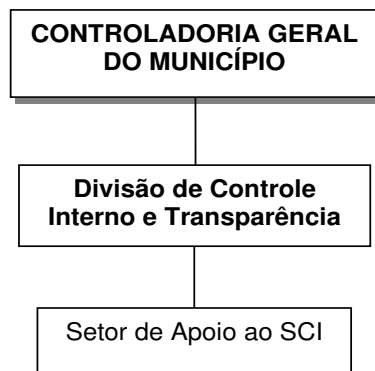 CONTROLADORIA GERAL
DO MUNICÍPIO
Divisão de Controle
Interno e Transparência
Setor de Apoio ao SCI